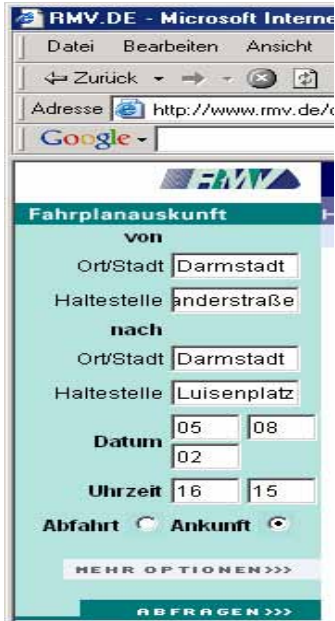 RMV.DE - Microsoft Interne
Datei Bearbeiten Ansicht
Zurück
Adresse http://www.rmv.de/
Google
RMV
Fahrplanauskunft
von
Ort/Stadt Darmstadt
Haltestelle anderstraße
nach
Ort/Stadt Darmstadt
Haltestelle Luisenplatz
Datum 05 08
02
Uhrzeit 16 15
Abfahrt Ankunft
MEHR OPTIONEN>>>
ABFRAGEN>>>